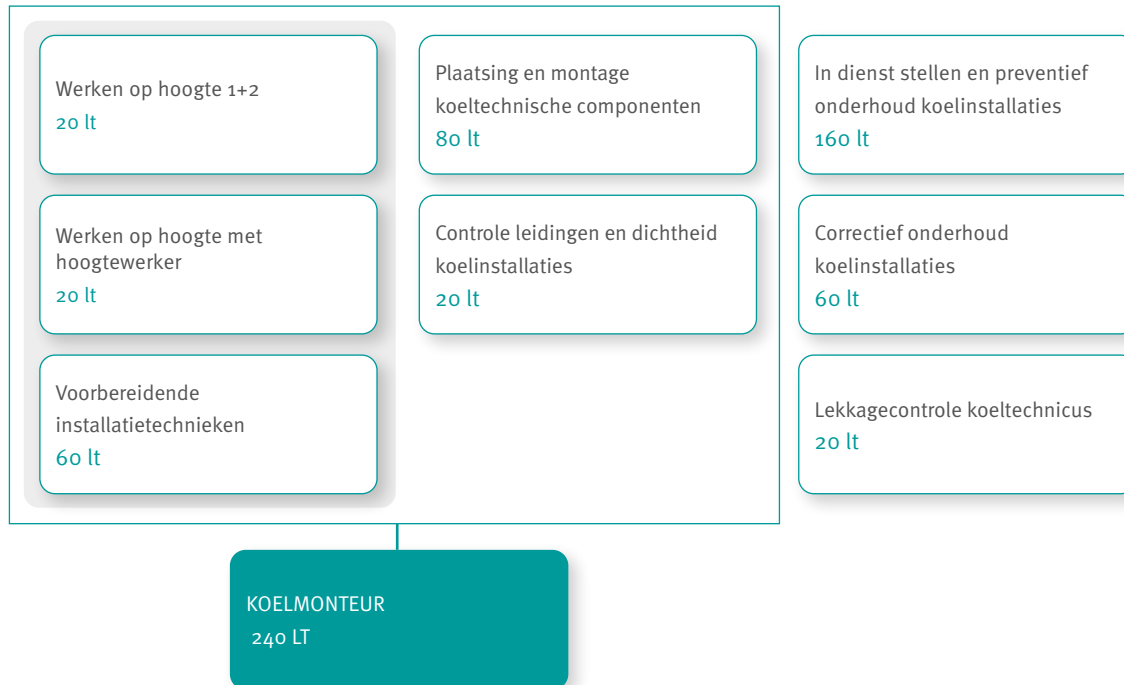 Werken op hoogte 1+2
20 lt
Werken op hoogte met
hoogtewerker
20 lt
Voorbereidende
installatietechnieken
60 lt
Plaatsing en montage
koeltechnische componenten
80 lt
Controle leidingen en dichtheid
koelinstallaties
20 lt
In dienst stellen en preventief
onderhoud koelinstallaties
160 lt
Correctief onderhoud
koelinstallaties
60 lt
Lekkagecontrole koeltechnicus
20 lt
KOELMONTEUR
240 LT